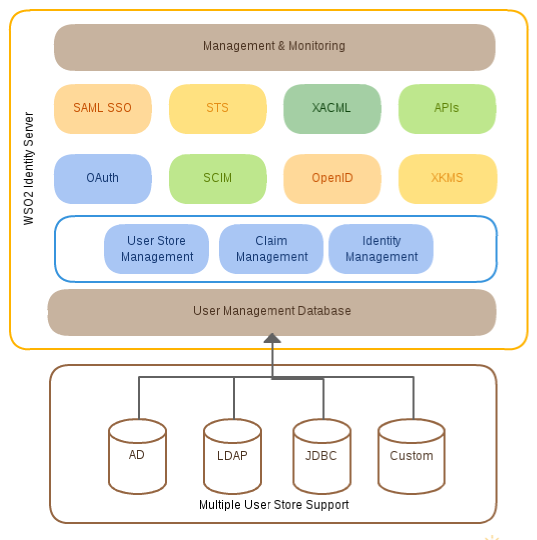 Management & Monitoring
SAML SSO
STS
XACML
APIs
OAuth
SCIM
OpenID
XKMS
User Store
Management
Claim
Management
Identity
Management
User Management Database
WSO2 Identity Server
AD
LDAP
JDBC
Custom
Multiple User Store Support